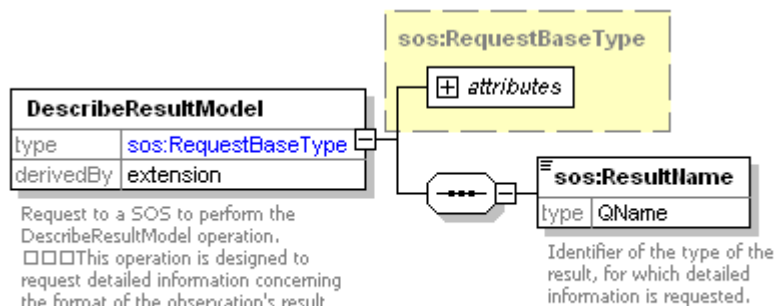 sos:RequestBaseType
attributes
DescribeResultModel
type sos:RequestBaseType
derivedBy extension
sos:ResultName
type QName
Request to a SOS to perform the
DescribeResultModel operation.
□□□This operation is designed to
request detailed information concerning
the format of the observation's result
Identifier of the type of the
result, for which detailed
information is requested.